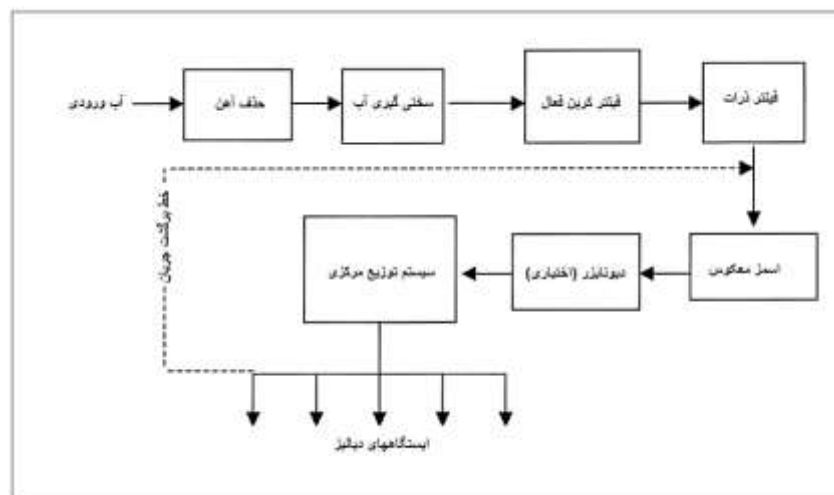 آب ورودی
حذف آهن
سختی گیری آب
فیلتر کربن فعال
فیلتر ذرات
خط برگشت جریان
اسمز معکوس
دیونایزر (اختیاری)
سیستم توزیع مرکزی
ایستگاههای دیالیز